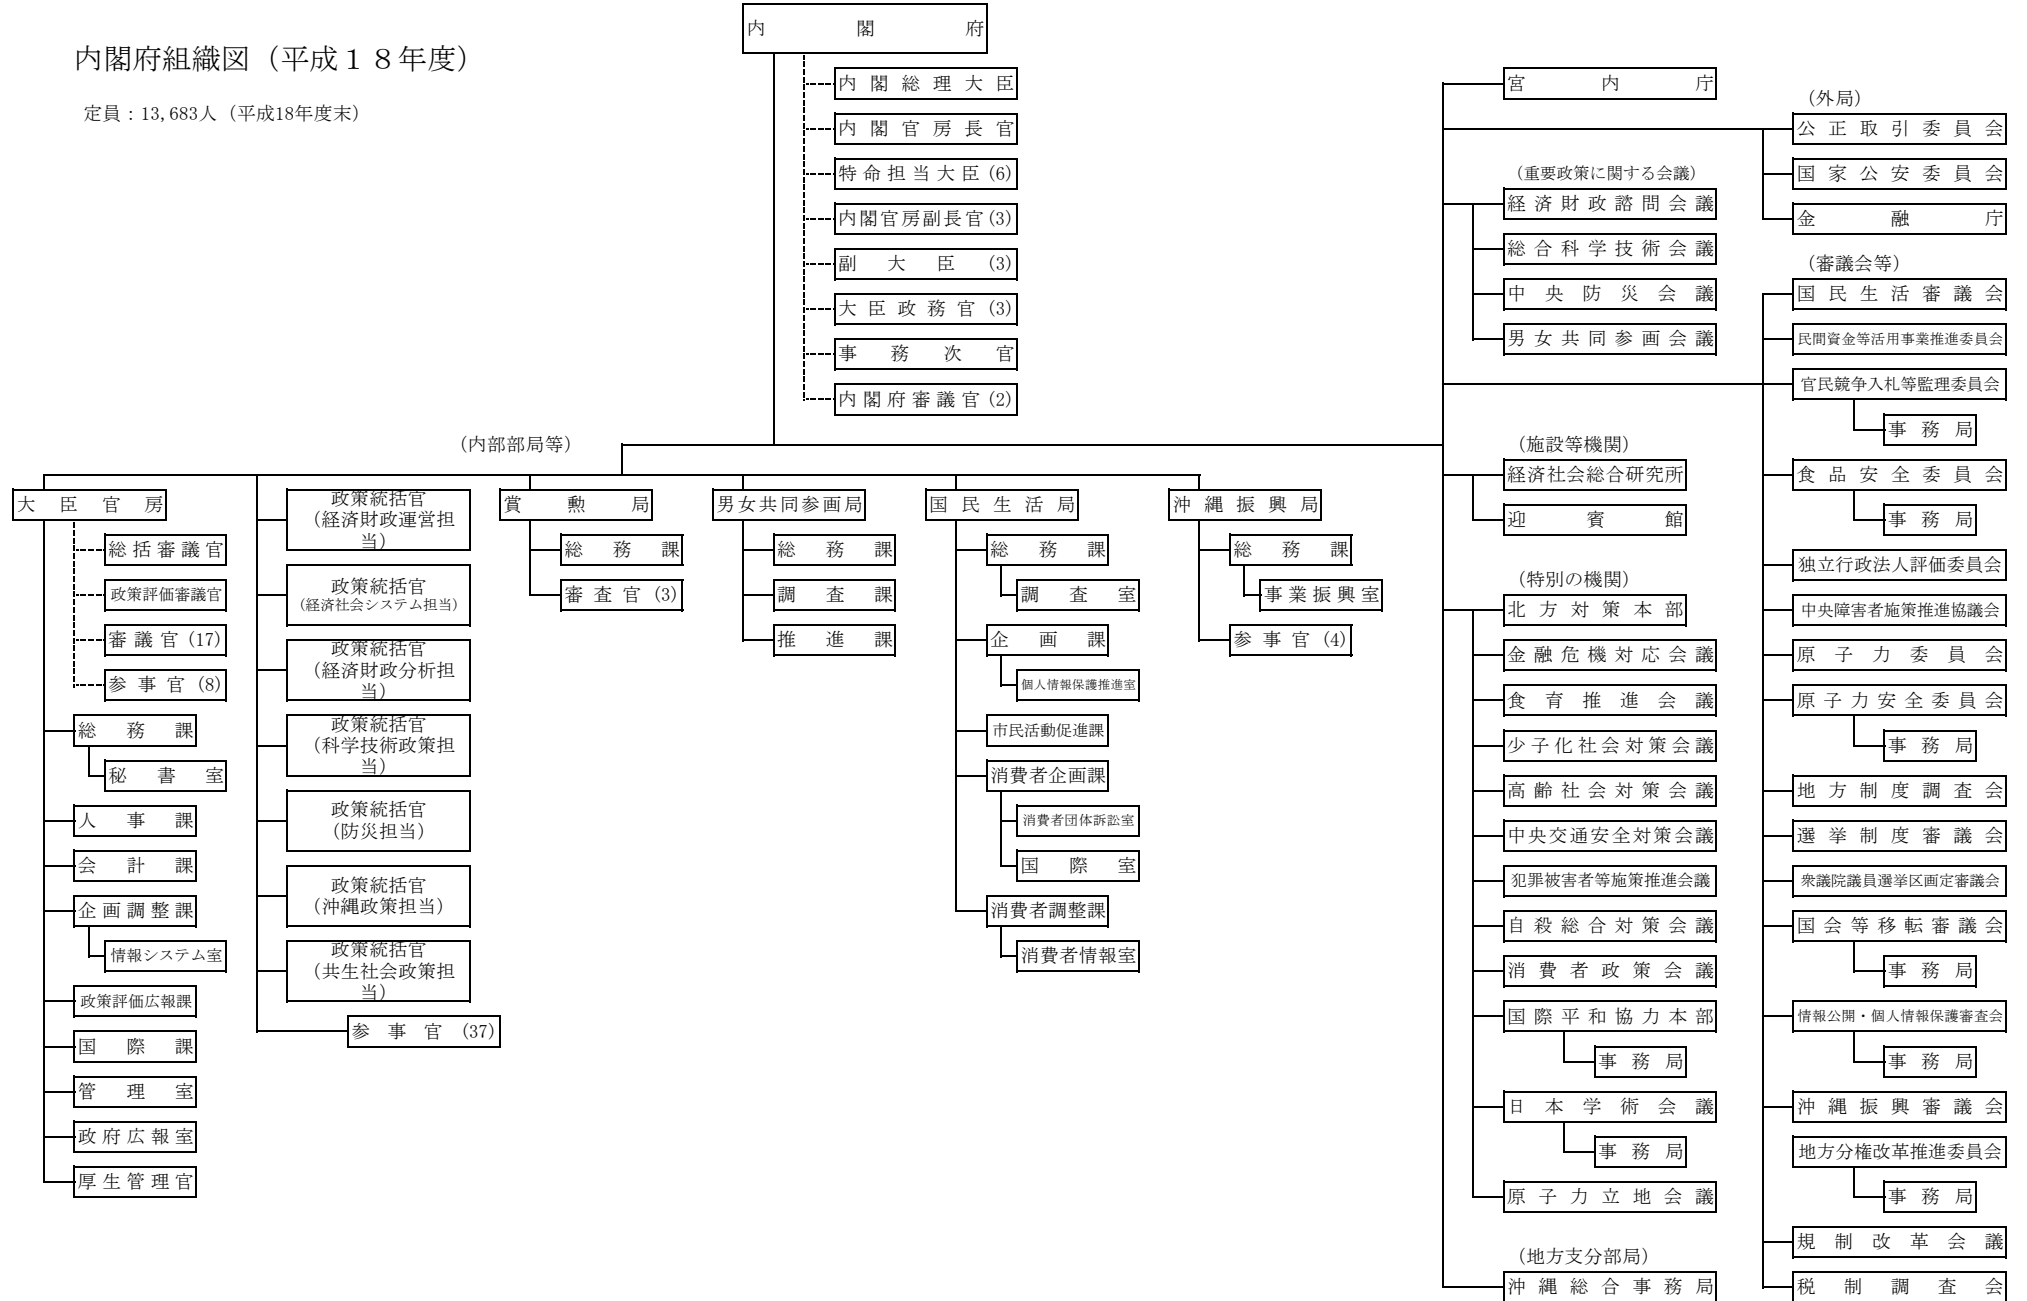 内閣府組織図（平成１８年度）
定員：13,683人（平成18年度末）
内閣府
内閣総理大臣
内閣官房長官
特命担当大臣(6)
内閣官房副長官(3)
副大臣(3)
大臣政務官(3)
事務次官
内閣府審議官(2)
（内部部局等）
大臣官房
総括審議官
政策評価審議官
審議官(17)
参事官(8)
総務課
秘書室
人事課
会計課
企画調整課
情報システム室
政策評価広報課
国際課
管理室
政府広報室
厚生管理官
政策統括官
（経済財政運営担
当）
政策統括官
（経済社会システム担当）
政策統括官
（経済財政分析担
当）
政策統括官
（科学技術政策担
当）
政策統括官
（防災担当）
政策統括官
（沖縄政策担当）
政策統括官
（共生社会政策担
当）
参事官(37)
賞勲局
総務課
審査官(3)
男女共同参画局
総務課
調査課
推進課
国民生活局
総務課
調査室
企画課
個人情報保護推進室
市民活動促進課
消費者企画課
消費者団体訴訟室
国際室
消費者調整課
消費者情報室
沖縄振興局
総務課
事業振興室
参事官(4)
宮内庁
（重要政策に関する会議）
経済財政諮問会議
総合科学技術会議
中央防災会議
男女共同参画会議
（施設等機関）
経済社会総合研究所
迎賓館
（特別の機関）
北方対策本部
金融危機対応会議
食育推進会議
少子化社会対策会議
高齢社会対策会議
中央交通安全対策会議
犯罪被害者等施策推進会議
自殺総合対策会議
消費者政策会議
国際平和協力本部
事務局
日本学術会議
事務局
原子力立地会議
（地方支分部局）
沖縄総合事務局
（外局）
公正取引委員会
国家公安委員会
金融庁
（審議会等）
国民生活審議会
民間資金等活用事業推進委員会
官民競争入札等監理委員会
事務局
食品安全委員会
事務局
独立行政法人評価委員会
中央障害者施策推進協議会
原子力委員会
原子力安全委員会
事務局
地方制度調査会
選挙制度審議会
衆議院議員選挙区画定審議会
国会等移転審議会
事務局
情報公開・個人情報保護審査会
事務局
沖縄振興審議会
地方分権改革推進委員会
事務局
規制改革会議
税制調査会